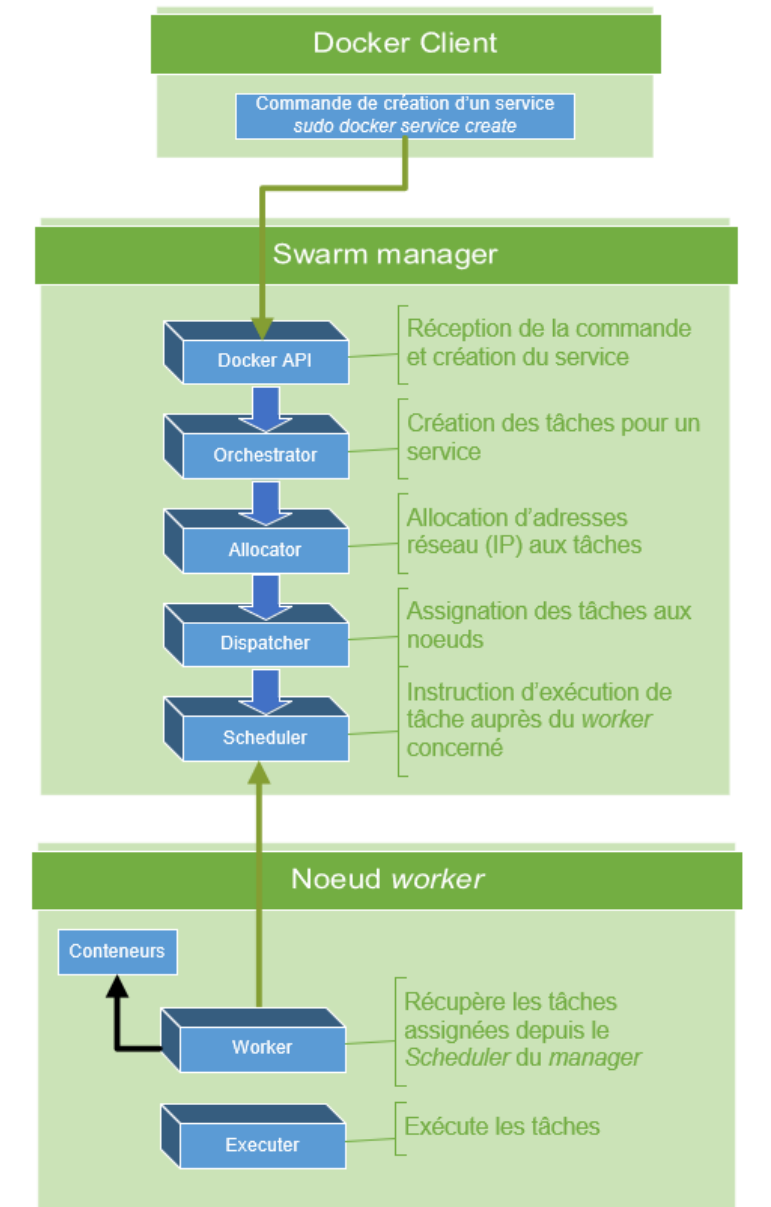 Docker Client
Commande de création d'un service
sudo docker service create
Swarm manager
Docker API
Réception de la commande
et création du service
Orchestrator
Création des tâches pour un
service
Allocator
Allocation d'adresses
réseau (IP) aux tâches
Dispatcher
Assignation des tâches aux
noeuds
Scheduler
Instruction d'exécution de
tâche auprès du worker
concerné
Noeud worker
Conteneurs
Worker
Récupère les tâches
assignées depuis le
Scheduler du manager
Executer
Exécute les tâches